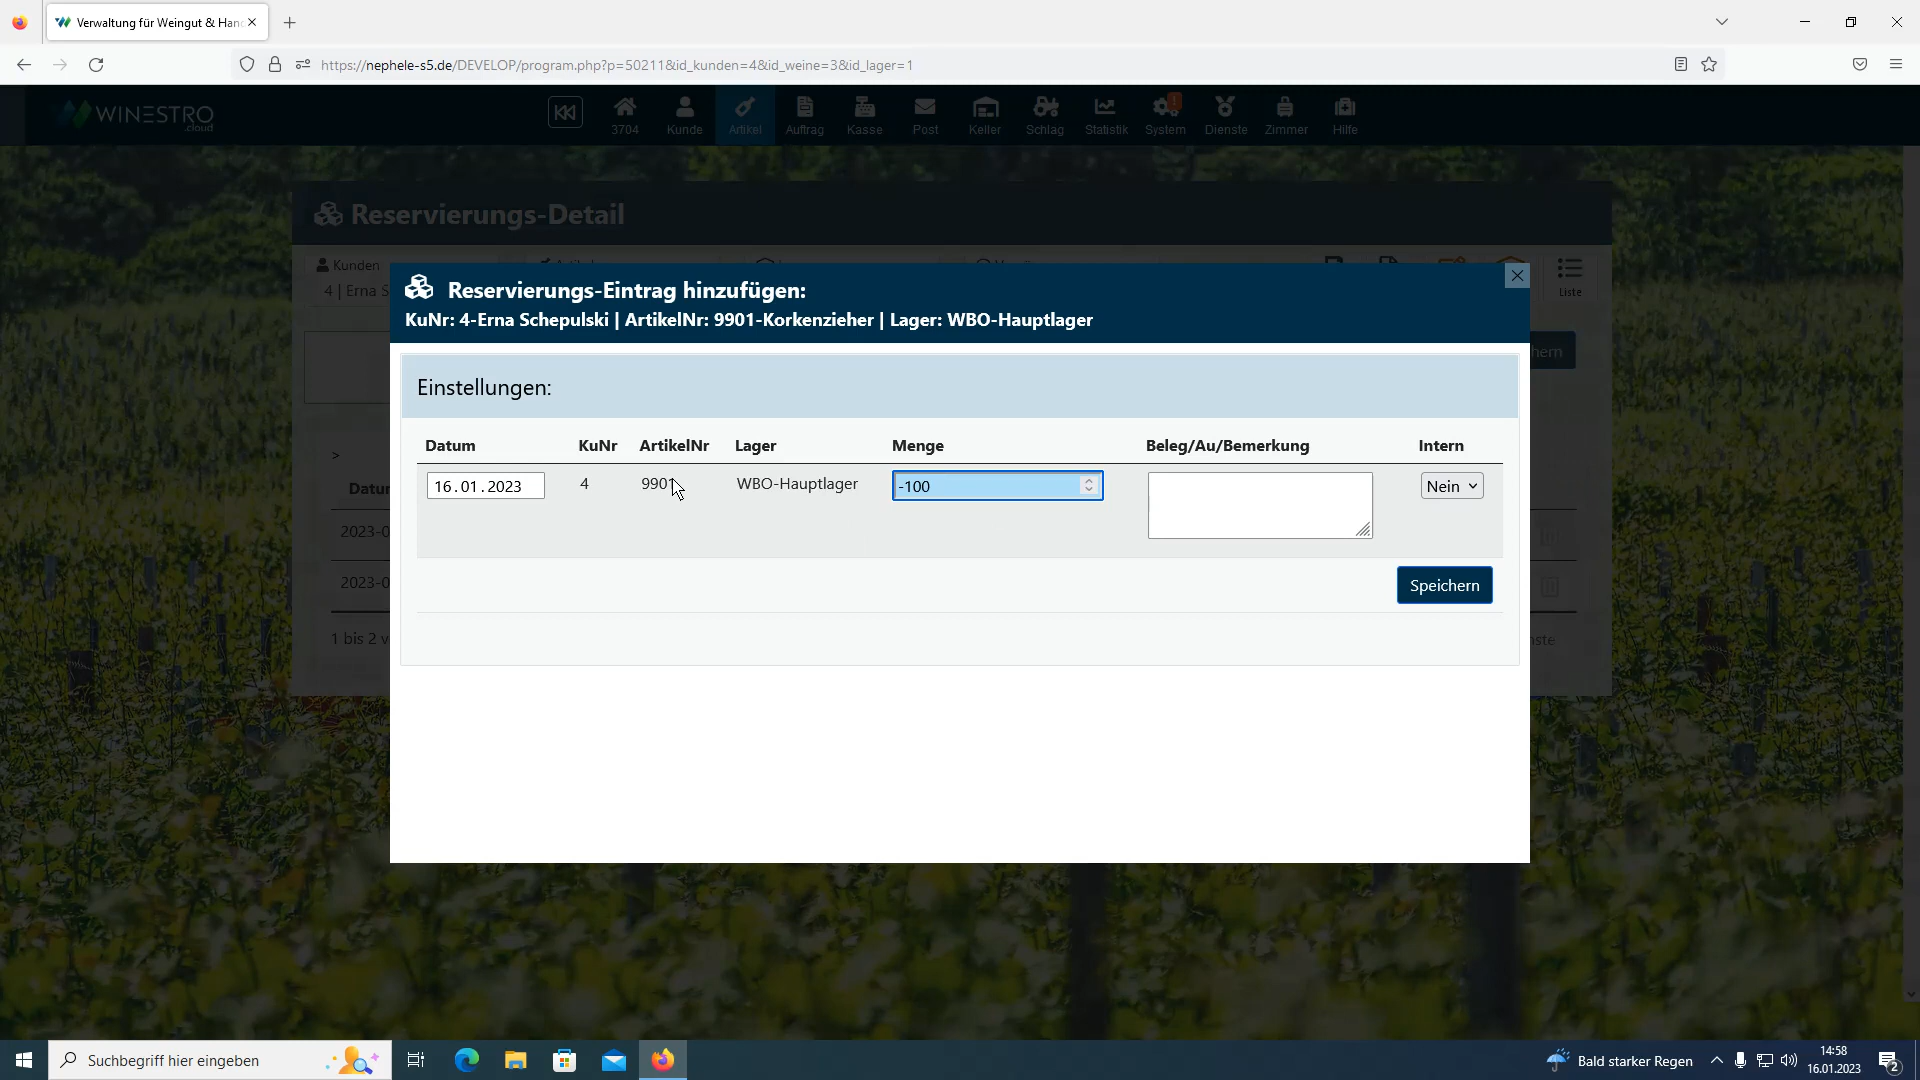 Verwaltung für Weingut & Han
https://nephele-s5.de/DEVELOP/program.php?p=50211&id_kunden=4&id_weine=3&id_lager=1
WINESTRO
.cloud
3704 Kunde Artikel Auftrag Kasse Post Keller Schlag Statistik System Dienste Zimmer Hilfe
Reservierungs-Detail
Kunden
4 | Erna S
Liste
Reservierungs-Eintrag hinzufügen:
KuNr: 4-Erna Schepulski | ArtikelNr: 9901-Korkenzieher | Lager: WBO-Hauptlager
hern
Einstellungen:
Datum KuNr ArtikelNr Lager Menge Beleg/Au/Bemerkung Intern
16.01.2023 4 9901 WBO-Hauptlager -100 Nein
>
Datum
2023-0
2023-0
Speichern
1 bis 2 v
hste
Suchbegriff hier eingeben
Bald starker Regen
14:58
16.01.2023
2